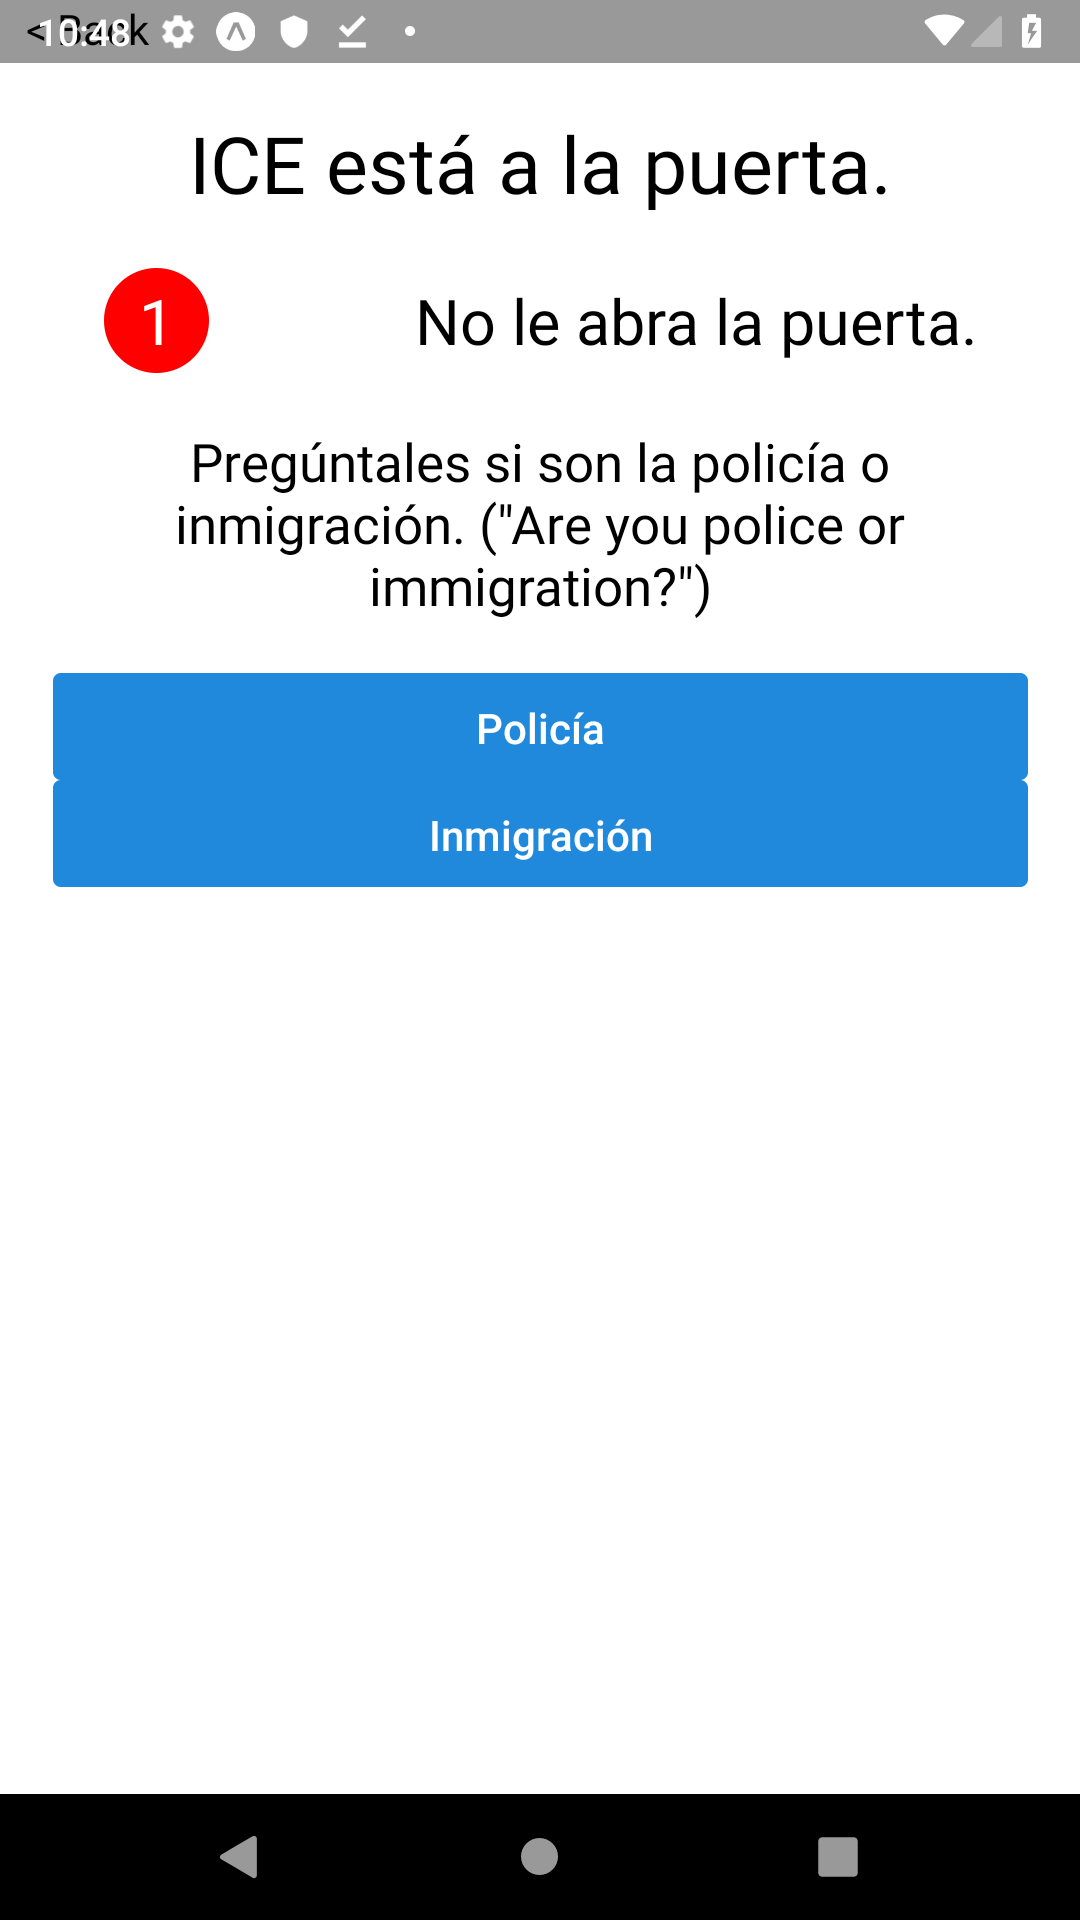 < Back
10:48
ICE está a la puerta.
1
No le abra la puerta.
Pregúntales si son la policía o
inmigración. ("Are you police or
immigration?")
Policía
Inmigración